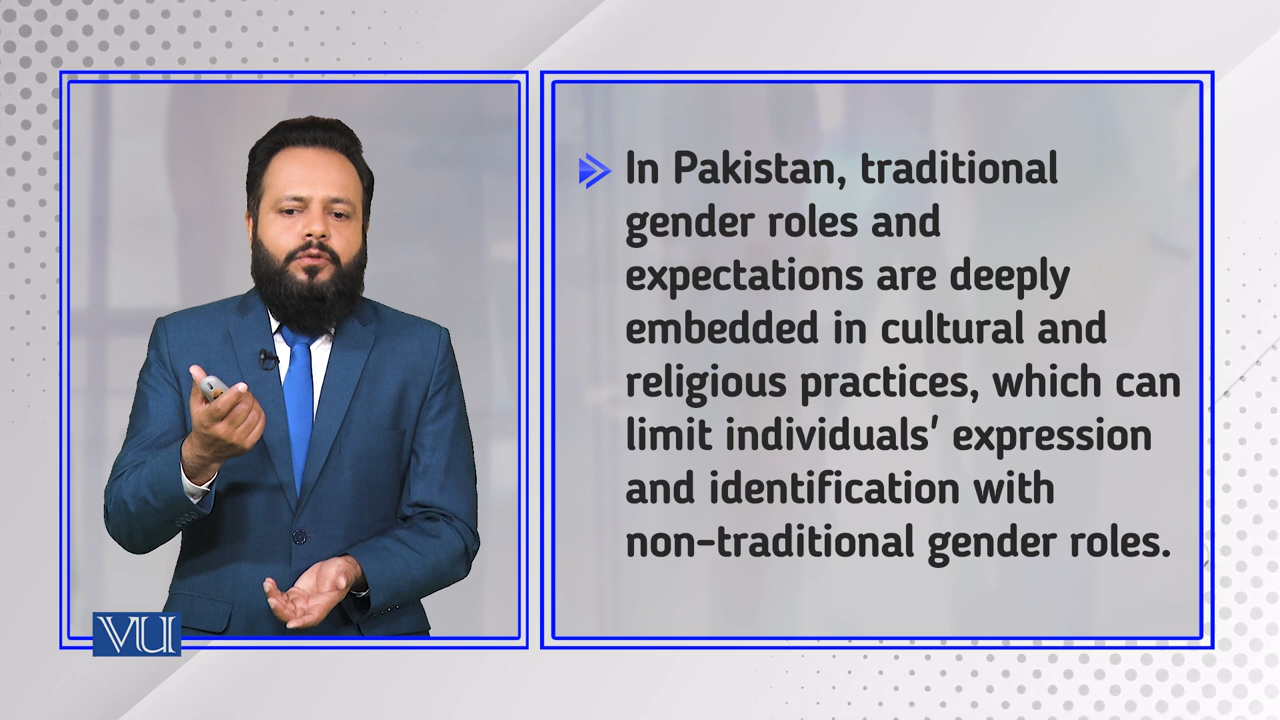 In Pakistan, traditional
gender roles and
expectations are deeply
embedded in cultural and
religious practices, which can
limit individuals' expression
and identification with
non-traditional gender roles.
VU